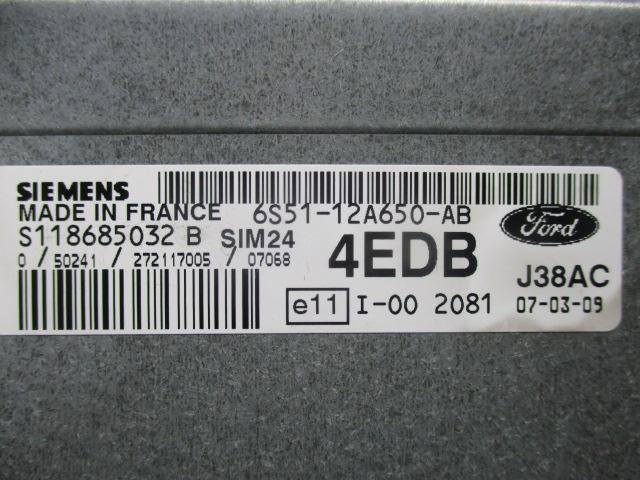 SIEMENS
MADE IN FRANCE 6S51-12A650-AB
Ford
S118685032 B SIM24 4EDB
0 / 50241 / 272117005 / 07068
J38AC
e11 I-00 2081 07-03-09